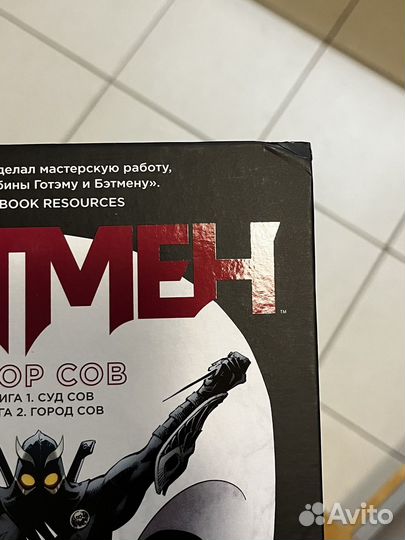 делал мастерскую работу,
бины Готэму и Бэтмену».
BOOK RESOURCES
ТМЕН
™
ОР СОВ
ИГА 1. СУД СОВ
ГА 2. ГОРОД СОВ
Avito